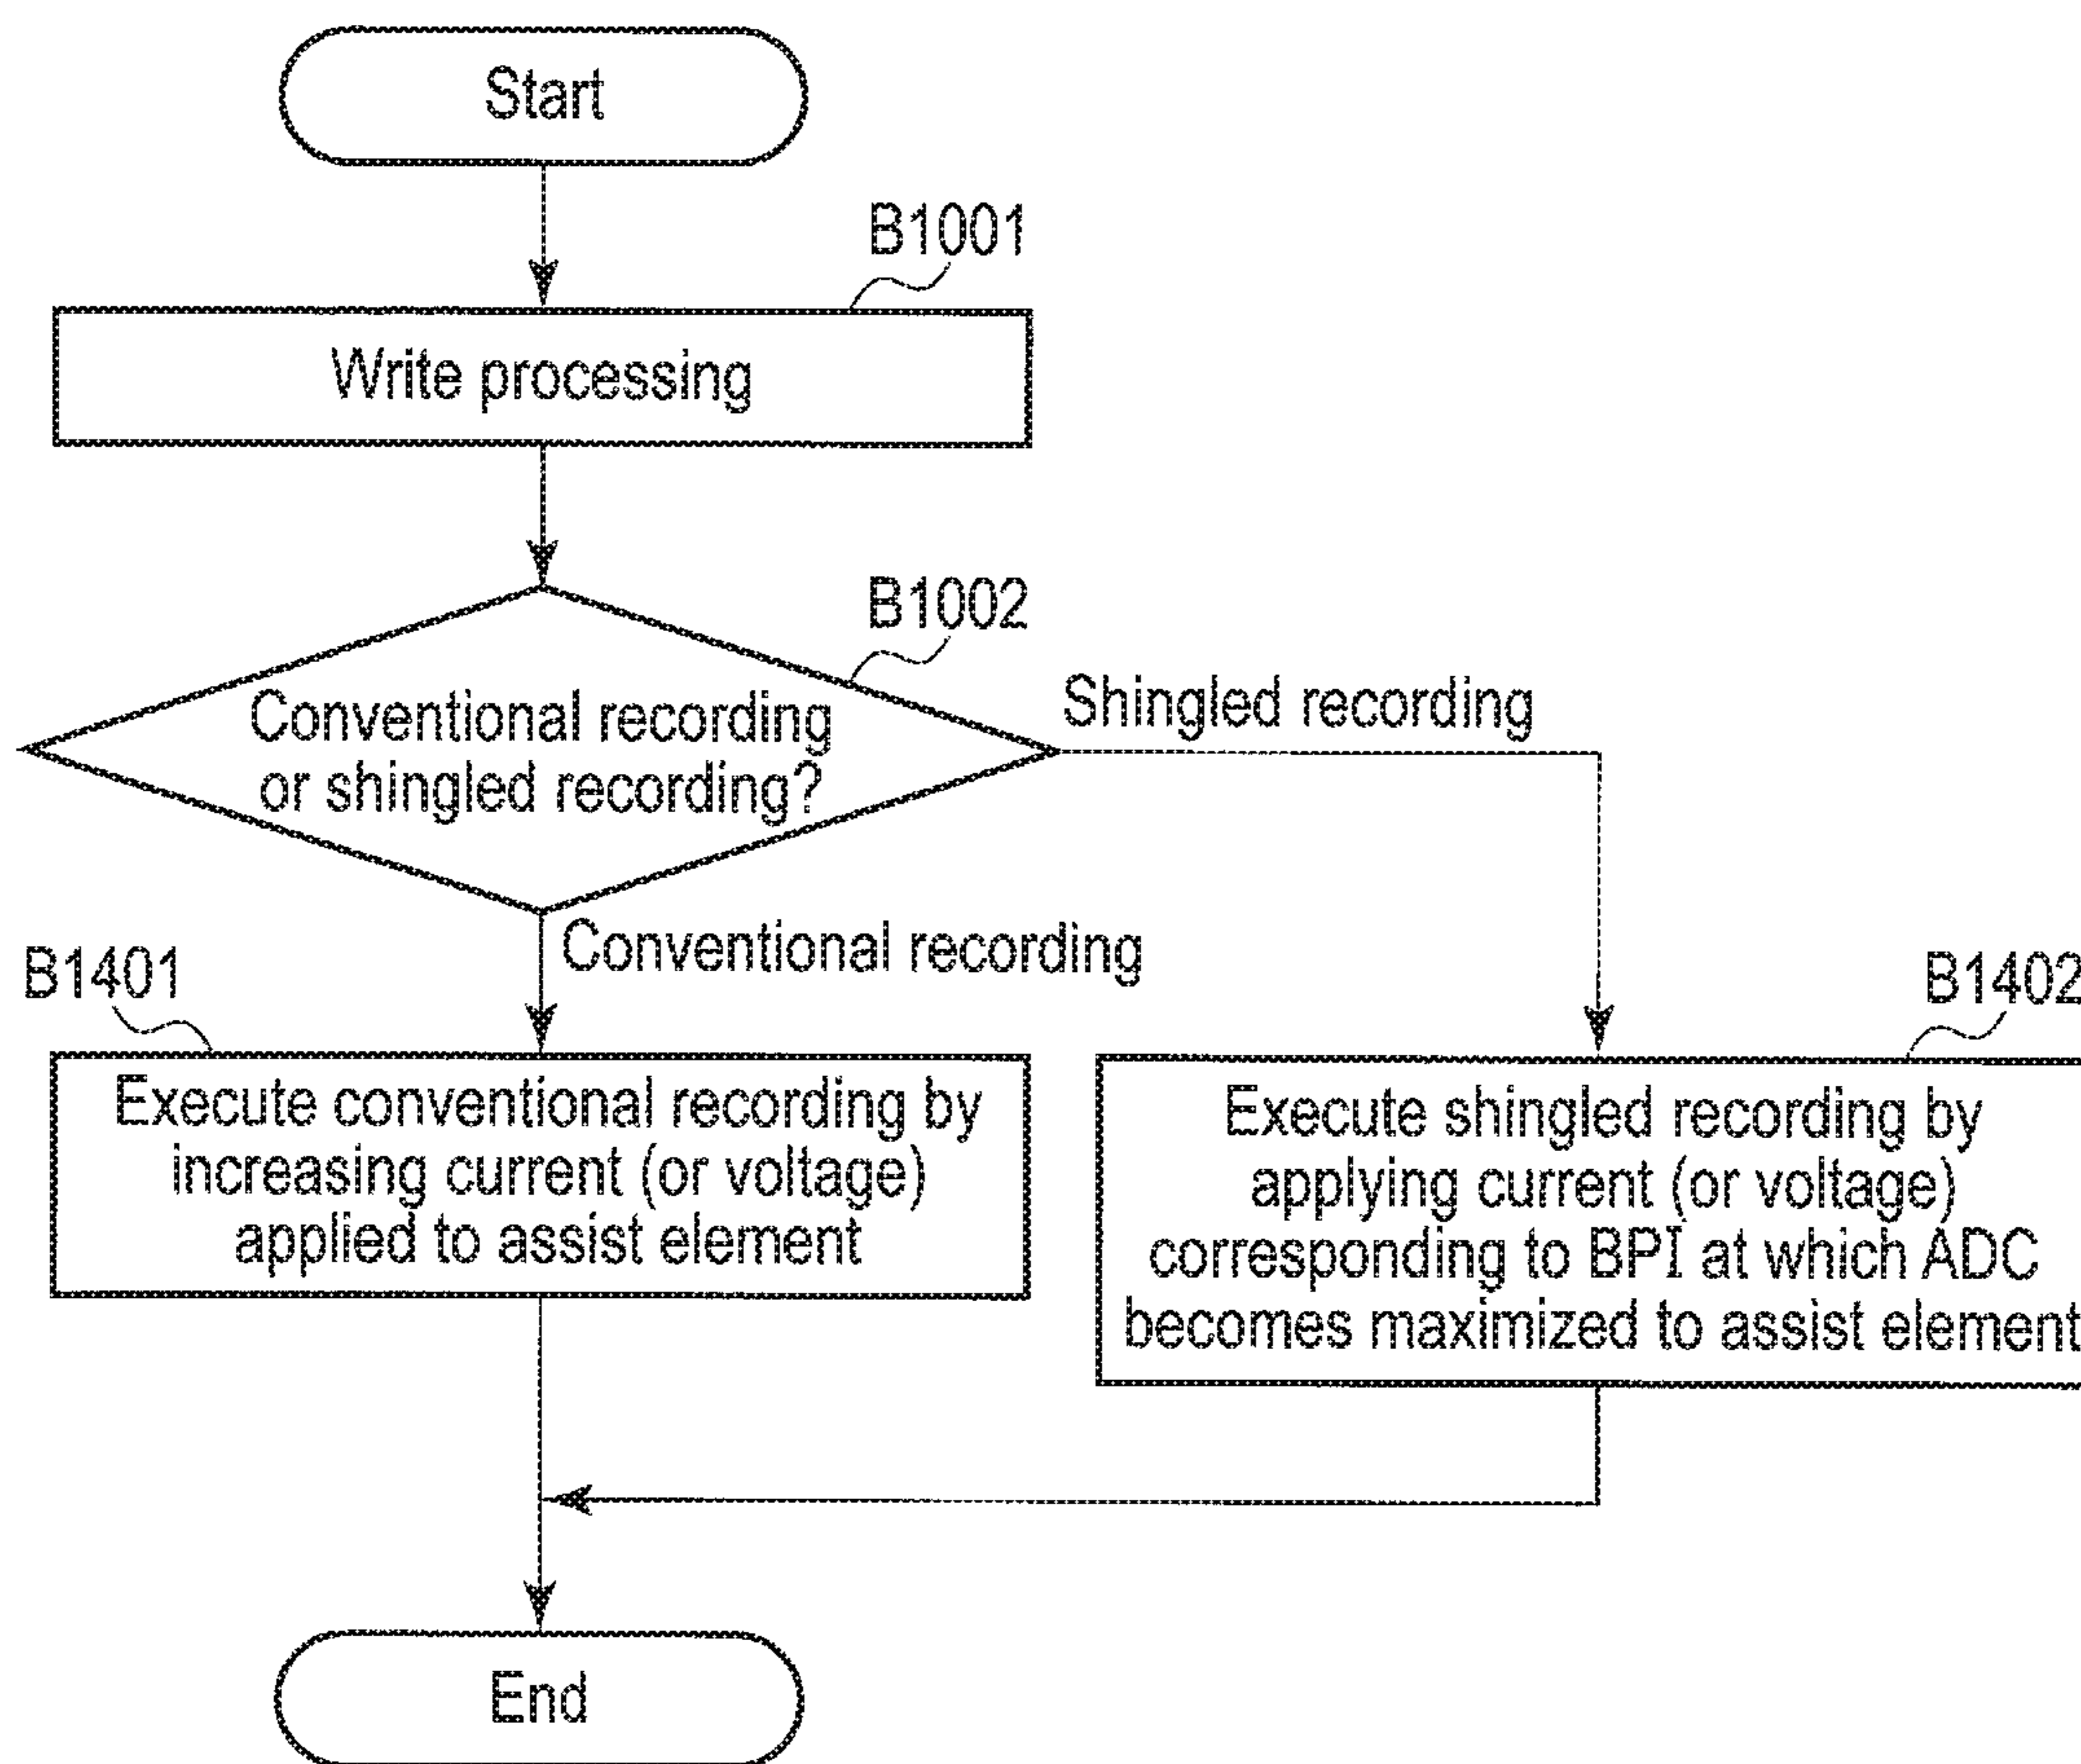 Start
B1001
Write processing
B1002
Conventional recording
or shingled recording?
Shingled recording
Conventional recording
B1401
Execute conventional recording by
increasing current (or voltage)
applied to assist element
B1402
Execute shingled recording by
applying current (or voltage)
corresponding to BPI at which ADC
becomes maximized to assist element
End